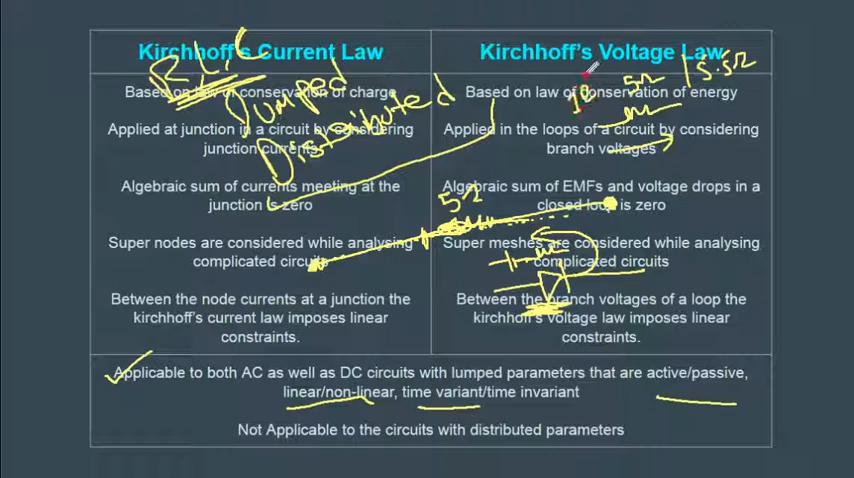 Kirchhoff's Current Law
Kirchhoff's Voltage Law
Based on law of conservation of charge
Based on law of conservation of energy
Applied at junction in a circuit by considering
junction currents
Applied in the loops of a circuit by considering
branch voltages
Algebraic sum of currents meeting at the
junction is zero
Algebraic sum of EMFs and voltage drops in a
closed loop is zero
Super nodes are considered while analysing
complicated circuits
Super meshes are considered while analysing
complicated circuits
Between the node currents at a junction the
kirchhoff's current law imposes linear
constraints.
Between the branch voltages of a loop the
kirchhoff's voltage law imposes linear
constraints.
Applicable to both AC as well as DC circuits with lumped parameters that are active/passive,
linear/non-linear, time variant/time invariant
Not Applicable to the circuits with distributed parameters
R, L, C
Lumped
Distributed
5Ω
5Ω
5.5Ω